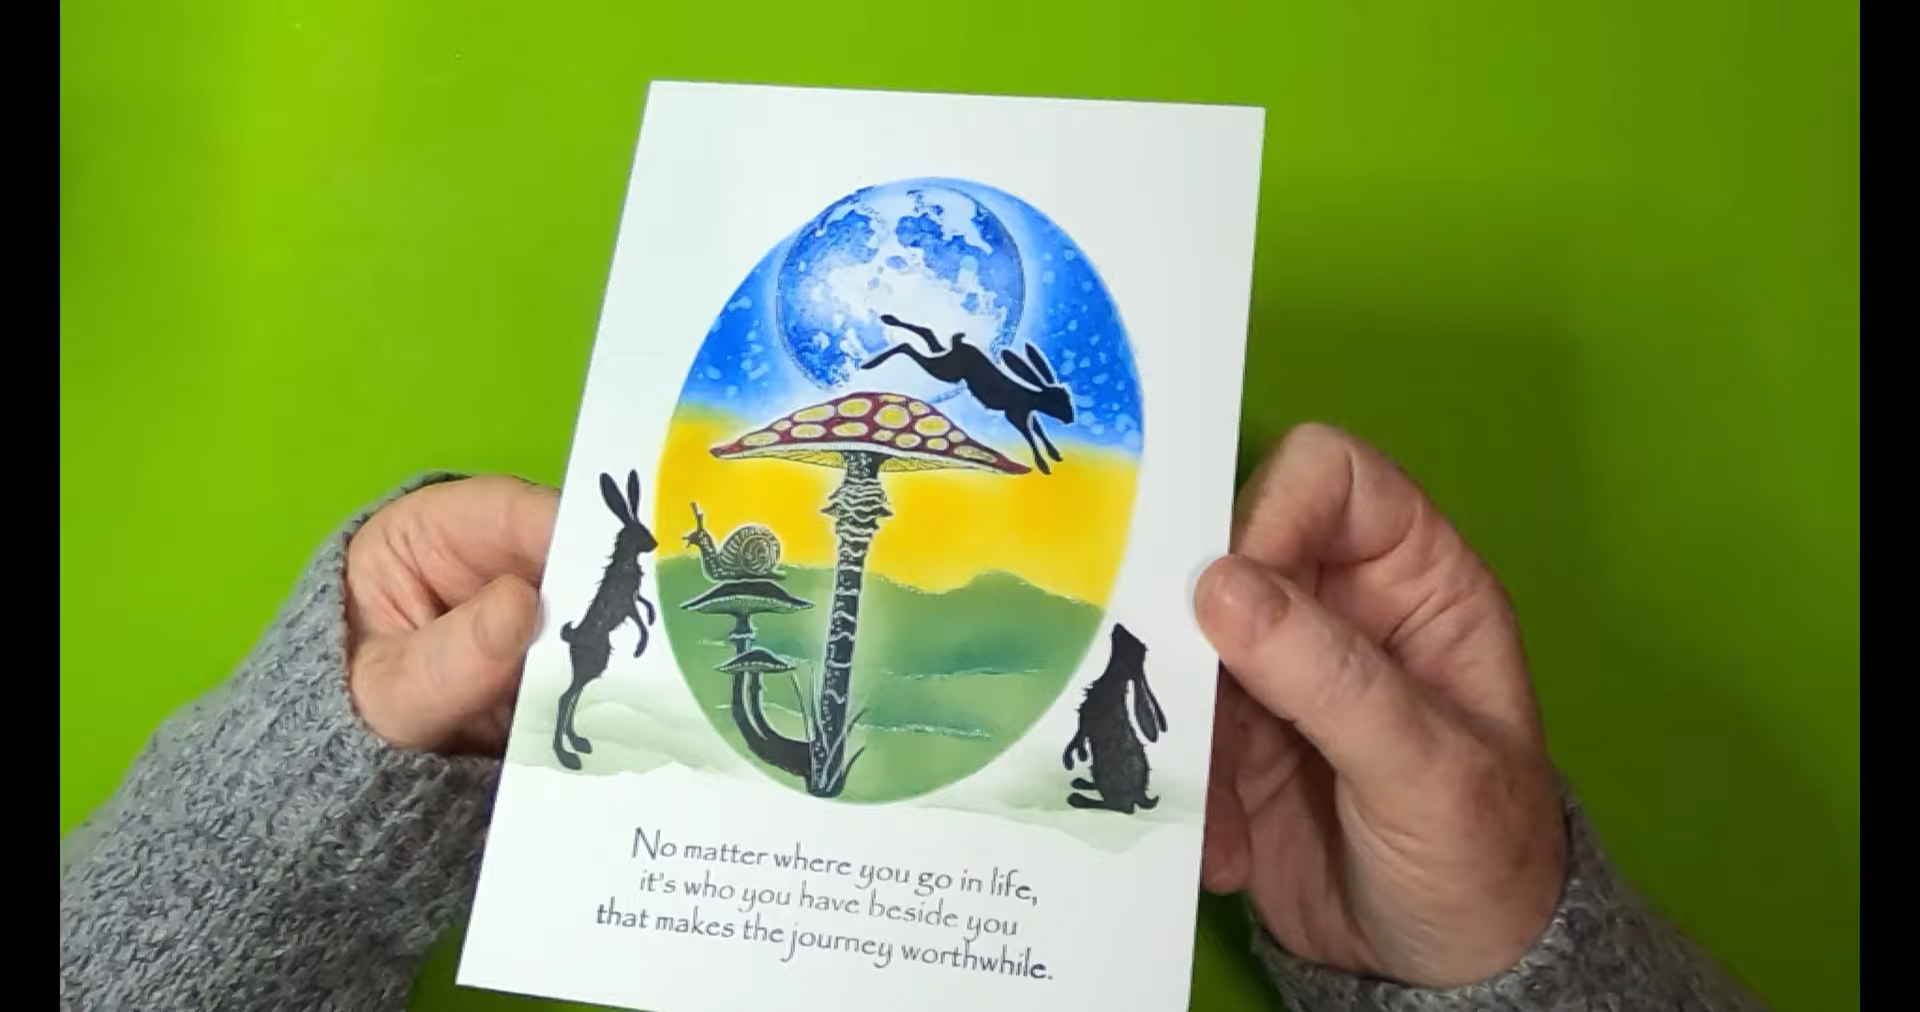 No matter where you go in life,
it's who you have beside you
that makes the journey worthwhile.